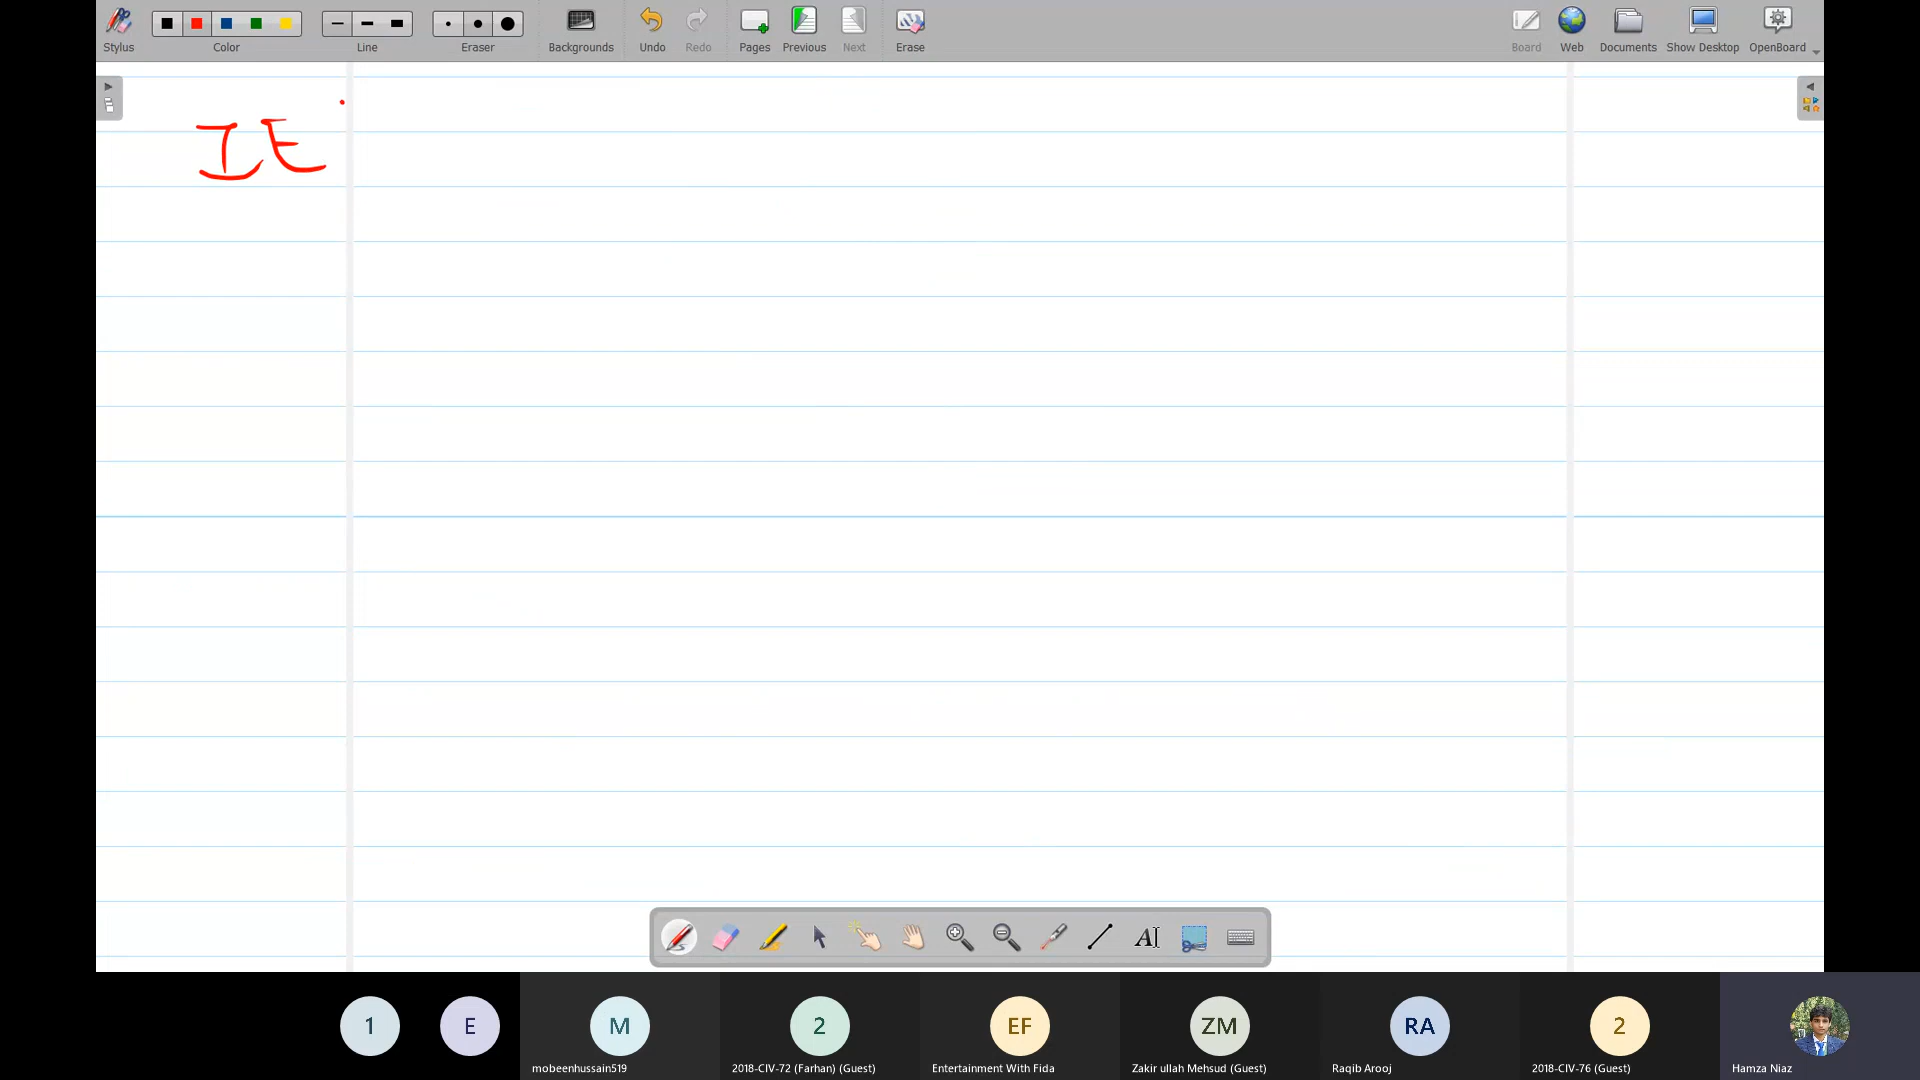 Stylus Color Line Eraser Backgrounds Undo Redo Pages Previous Next Erase Board Web Documents Show Desktop OpenBoard
IE
AI
1 E M 2 EF ZM RA 2
mobeenhussain519 2018-CIV-72 (Farhan) (Guest) Entertainment With Fida Zakir ullah Mehsud (Guest) Raqib Arooj 2018-CIV-76 (Guest) Hamza Niaz